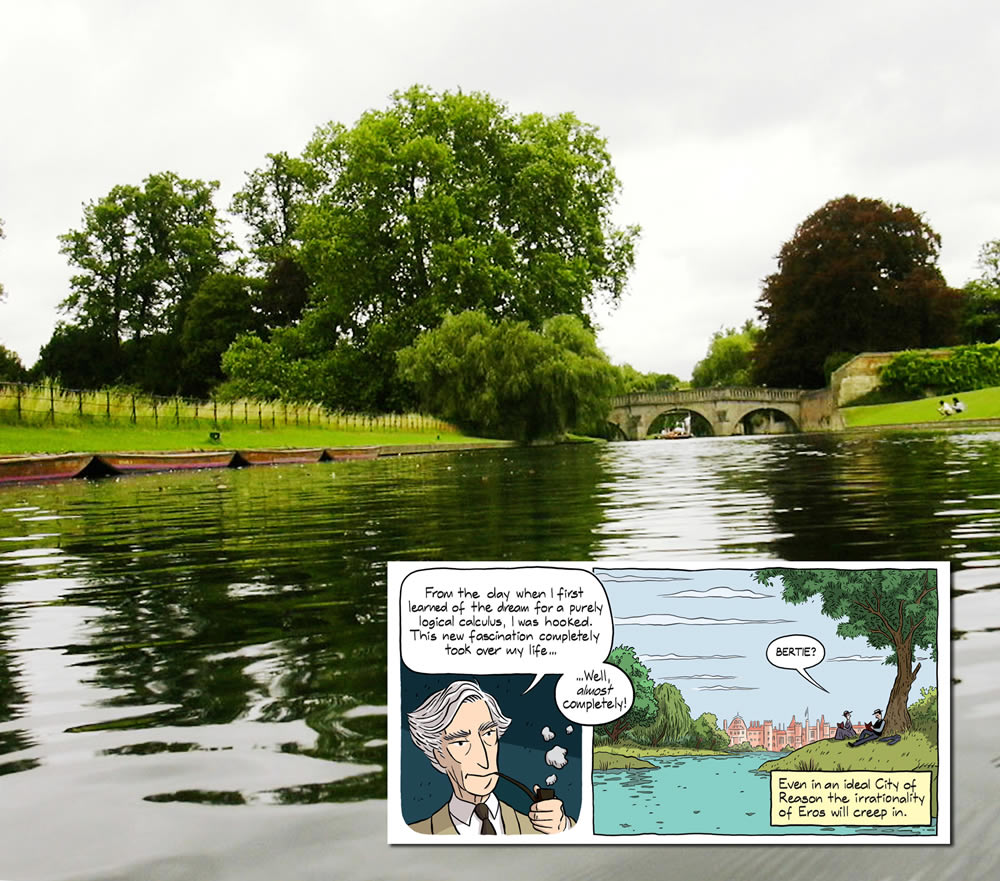 From the day when I first
learned of the dream for a purely
logical calculus, I was hooked.
This new fascination completely
took over my life...
...Well,
almost
completely!
BERTIE?
Even in an ideal City of
Reason the irrationality
of Eros will creep in.